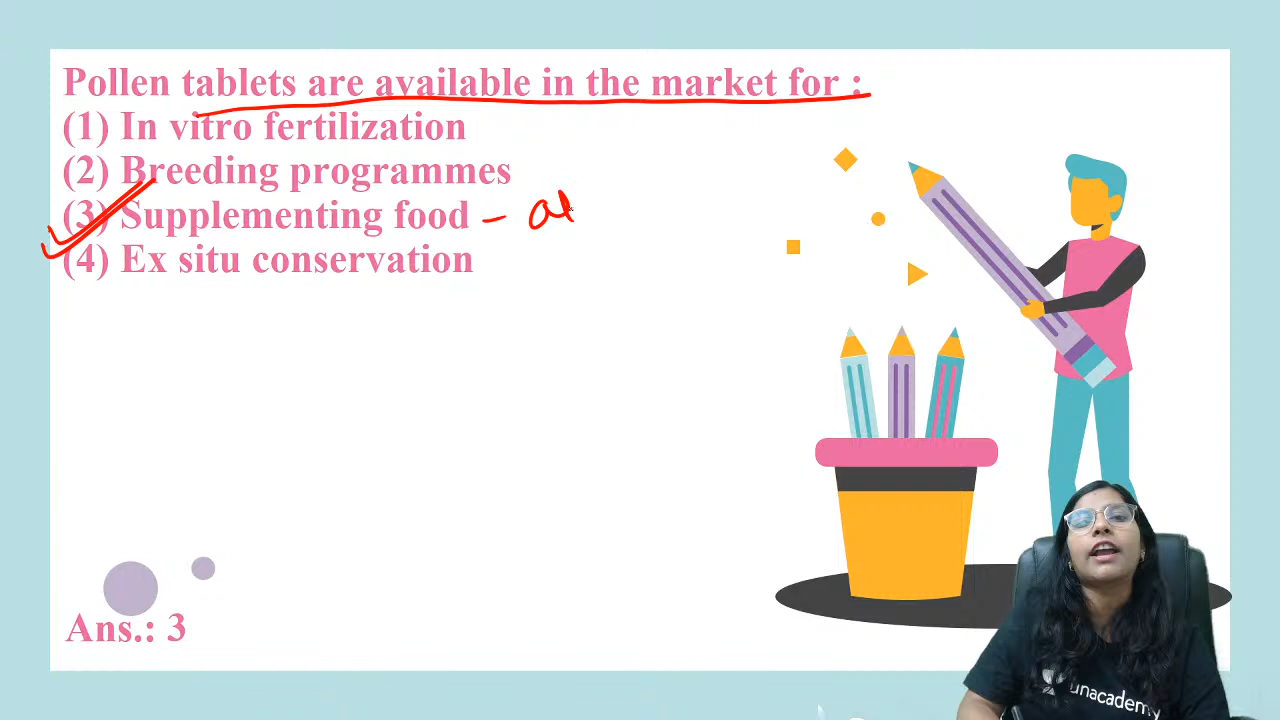 Pollen tablets are available in the market for :
(1) In vitro fertilization
(2) Breeding programmes
(3) Supplementing food –
(4) Ex situ conservation
Ans.: 3
unacademy